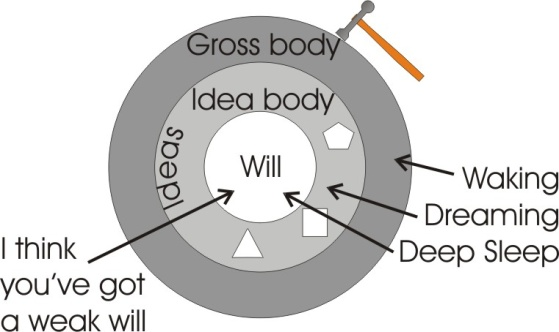 Gross body
Idea body
Ideas
Will
Waking
Dreaming
Deep Sleep
I think
you've got
a weak will